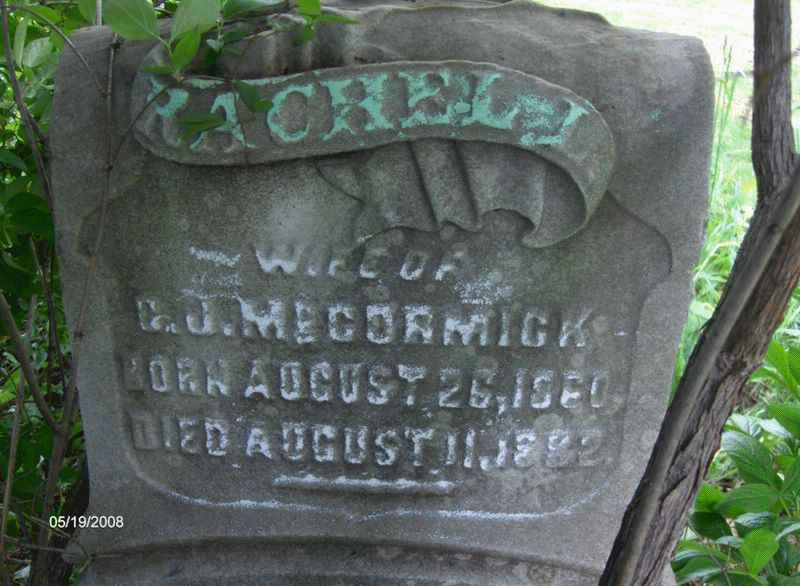 RACHEL J
WIFE OF
C. J. McCORMICK
BORN AUGUST 26, 1860.
DIED AUGUST 11, 1882.
05/19/2008